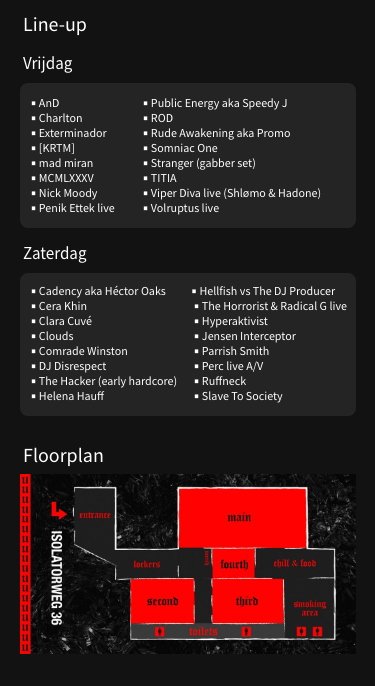 Line-up
Vrijdag
▪ AnD
▪ Charlton
▪ Exterminador
▪ [KRTM]
▪ mad miran
▪ MCMLXXXV
▪ Nick Moody
▪ Penik Ettek live
▪ Public Energy aka Speedy J
▪ ROD
▪ Rude Awakening aka Promo
▪ Somniac One
▪ Stranger (gabber set)
▪ TITIA
▪ Viper Diva live (Shlømo & Hadone)
▪ Volruptus live
Zaterdag
▪ Cadency aka Héctor Oaks
▪ Cera Khin
▪ Clara Cuvé
▪ Clouds
▪ Comrade Winston
▪ DJ Disrespect
▪ The Hacker (early hardcore)
▪ Helena Hauff
▪ Hellfish vs The DJ Producer
▪ The Horrorist & Radical G live
▪ Hyperaktivist
▪ Jensen Interceptor
▪ Parrish Smith
▪ Perc live A/V
▪ Ruffneck
▪ Slave To Society
Floorplan
ISOLATORWEG 36
entrance
main
lockers
fourth
chill & food
second
third
smoking
area
toilets